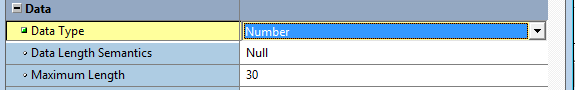 Data
Data Type Number
Data Length Semantics Null
Maximum Length 30